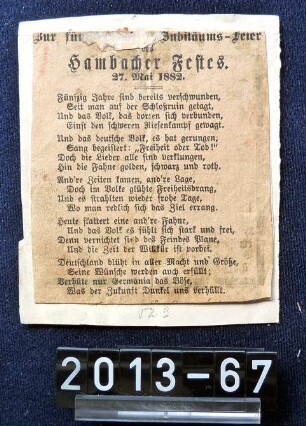 Zur Jubiläums-Feier
des
Hambacher Festes.
27. Mai 1882.
Fünfzig Jahre sind bereits verschwunden,
Seit man auf der Schloßruin getagt,
Und das Volk, das dorten sich verbunden,
Einst den schweren Riesenkampf gewagt.
Und das deutsche Volk, es hat gerungen,
Sang begeistert: „Freiheit oder Tod!"
Doch die Lieder alle sind verklungen,
Hin die Fahne golden, schwarz und roth.
And're Zeiten kamen, and're Lage,
Doch im Volke glühte Freiheitsdrang,
Und es strahlten wieder frohe Tage,
Wo man redlich sich das Ziel errang.
Heute flattert eine and're Fahne,
Und das Volk es fühlt sich stark und frei,
Denn vernichtet sind des Feindes Plane,
Und die Zeit der Willkür ist vorbei.
Deutschland blüht in aller Macht und Größe,
Seine Wünsche werden auch erfüllt;
Verhüte nur Germania das Böse,
Was der Zukunft Dunkel uns verhüllt.
2013-67